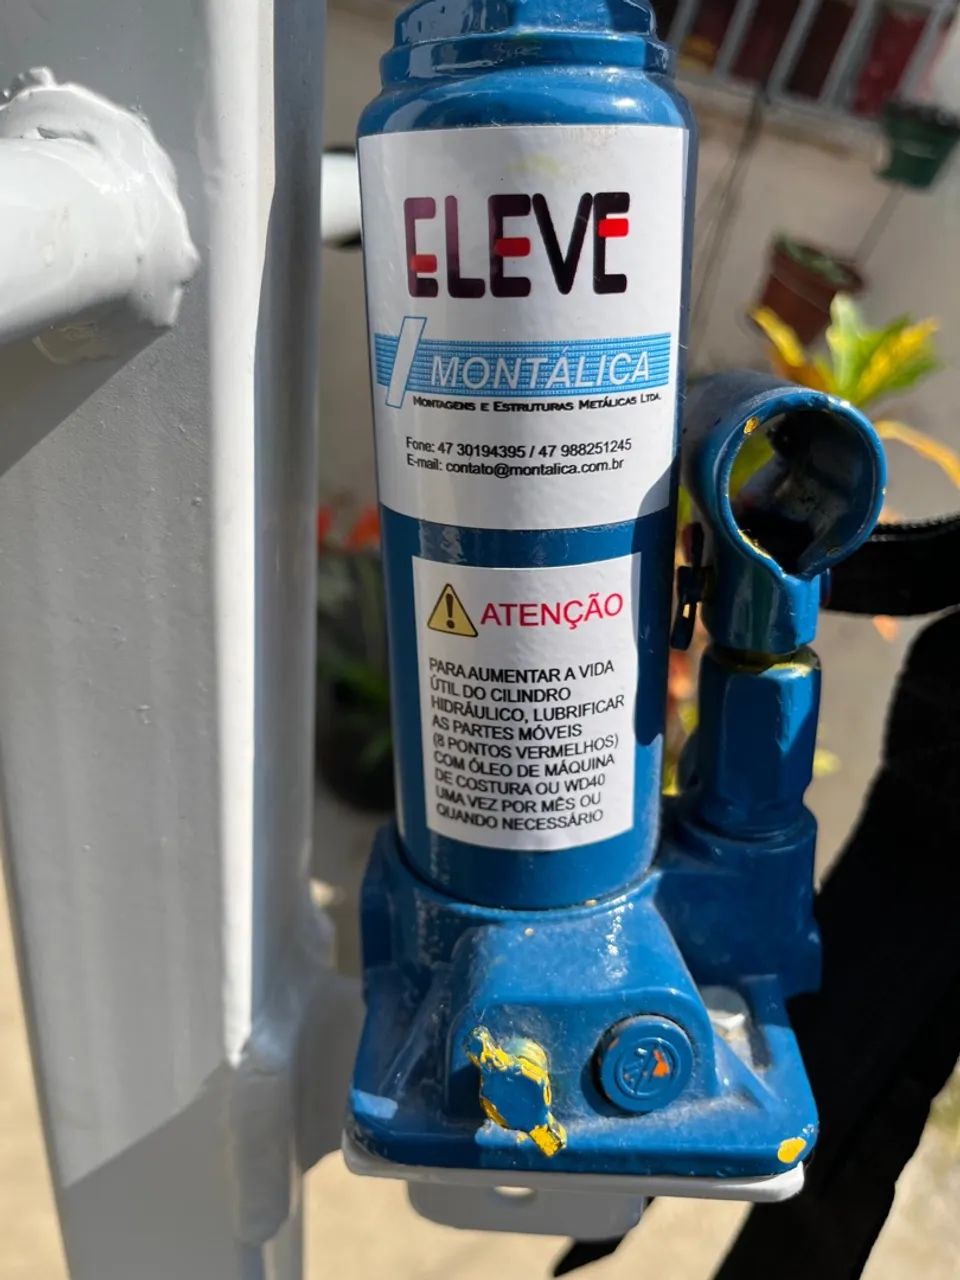 ELEVE
MONTÁLICA
MONTAGENS E ESTRUTURAS METÁLICAS LTDA.
Fone: 47 30194395 / 47 988251245
E-mail: contato@montalica.com.br
ATENÇÃO
PARA AUMENTAR A VIDA
ÚTIL DO CILINDRO
HIDRÁULICO, LUBRIFICAR
AS PARTES MÓVEIS
(8 PONTOS VERMELHOS)
COM ÓLEO DE MÁQUINA
DE COSTURA OU WD40
UMA VEZ POR MÊS OU
QUANDO NECESSÁRIO